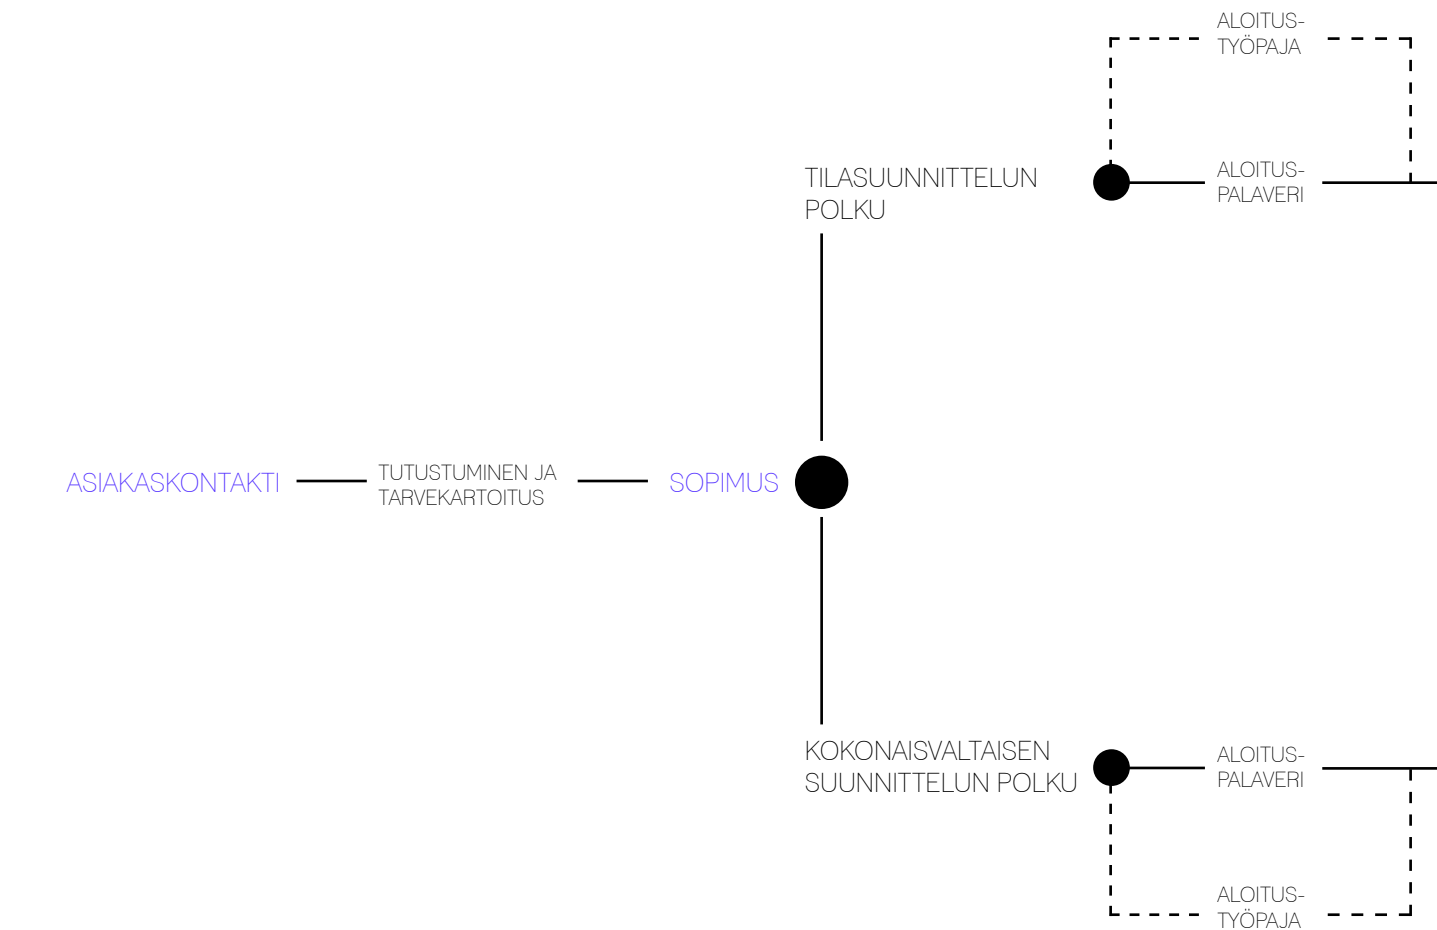 ALOITUS-
TYÖPAJA
TILASUUNNITTELUN
POLKU
ALOITUS-
PALAVERI
ASIAKASKONTAKTI
TUTUSTUMINEN JA
TARVEKARTOITUS
SOPIMUS
KOKONAISVALTAISEN
SUUNNITTELUN POLKU
ALOITUS-
PALAVERI
ALOITUS-
TYÖPAJA